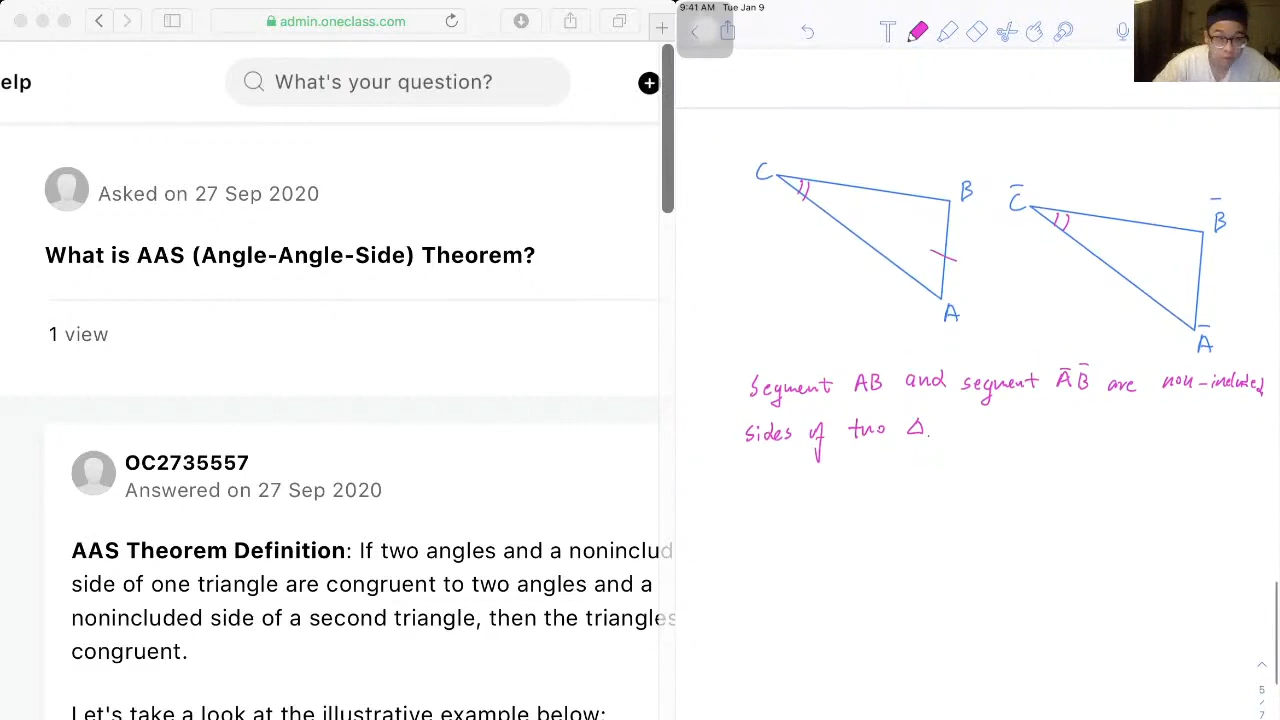 admin.oneclass.com
9:41 AM Tue Jan 9
elp
What's your question?
Asked on 27 Sep 2020
What is AAS (Angle-Angle-Side) Theorem?
1 view
OC2735557
Answered on 27 Sep 2020
AAS Theorem Definition: If two angles and a noninclud
side of one triangle are congruent to two angles and a
nonincluded side of a second triangle, then the triangles
congruent.
Let's take a look at the illustrative example below:
C
B
A
C̅
B̅
A̅
Segment AB and segment A̅ B̅ are non-included
sides of two Δ.
5
/
7